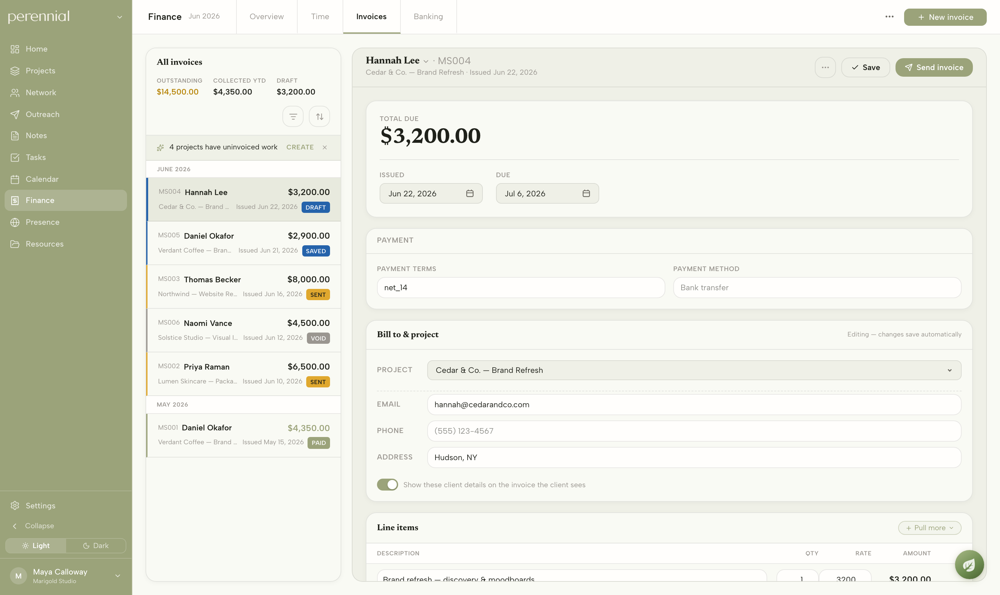 perennial
Home
Projects
Network
Outreach
Notes
Tasks
Calendar
Finance
Presence
Resources
Settings
Collapse
Light
Dark
M
Maya Calloway
Marigold Studio
Finance Jun 2026
Overview
Time
Invoices
Banking
+ New invoice
All invoices
OUTSTANDING COLLECTED YTD DRAFT
$14,500.00 $4,350.00 $3,200.00
4 projects have uninvoiced work CREATE ×
JUNE 2026
MS004 Hannah Lee $3,200.00
Cedar & Co. — Brand ... Issued Jun 22, 2026 DRAFT
MS005 Daniel Okafor $2,900.00
Verdant Coffee — Bran... Issued Jun 21, 2026 SAVED
MS003 Thomas Becker $8,000.00
Northwind — Website Re... Issued Jun 16, 2026 SENT
MS006 Naomi Vance $4,500.00
Solstice Studio — Visual I... Issued Jun 12, 2026 VOID
MS002 Priya Raman $6,500.00
Lumen Skincare — Packa... Issued Jun 10, 2026 SENT
MAY 2026
MS001 Daniel Okafor $4,350.00
Verdant Coffee — Brand ... Issued May 15, 2026 PAID
Hannah Lee · MS004
Cedar & Co. — Brand Refresh · Issued Jun 22, 2026
Save
Send invoice
TOTAL DUE
$3,200.00
ISSUED DUE
Jun 22, 2026 Jul 6, 2026
PAYMENT
PAYMENT TERMS PAYMENT METHOD
net_14 Bank transfer
Bill to & project Editing — changes save automatically
PROJECT Cedar & Co. — Brand Refresh
EMAIL hannah@cedarandco.com
PHONE (555) 123-4567
ADDRESS Hudson, NY
Show these client details on the invoice the client sees
Line items + Pull more
DESCRIPTION QTY RATE AMOUNT
Brand refresh — discovery & moodboards 1 3200 $3,200.00